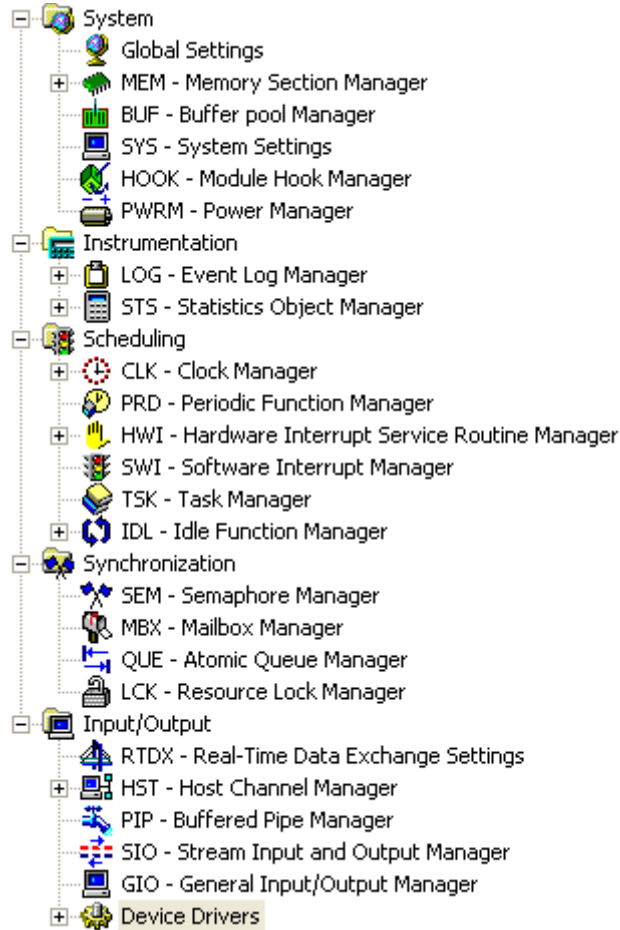 System
Global Settings
MEM - Memory Section Manager
BUF - Buffer pool Manager
SYS - System Settings
HOOK - Module Hook Manager
PWRM - Power Manager
Instrumentation
LOG - Event Log Manager
STS - Statistics Object Manager
Scheduling
CLK - Clock Manager
PRD - Periodic Function Manager
HWI - Hardware Interrupt Service Routine Manager
SWI - Software Interrupt Manager
TSK - Task Manager
IDL - Idle Function Manager
Synchronization
SEM - Semaphore Manager
MBX - Mailbox Manager
QUE - Atomic Queue Manager
LCK - Resource Lock Manager
Input/Output
RTDX - Real-Time Data Exchange Settings
HST - Host Channel Manager
PIP - Buffered Pipe Manager
SIO - Stream Input and Output Manager
GIO - General Input/Output Manager
Device Drivers